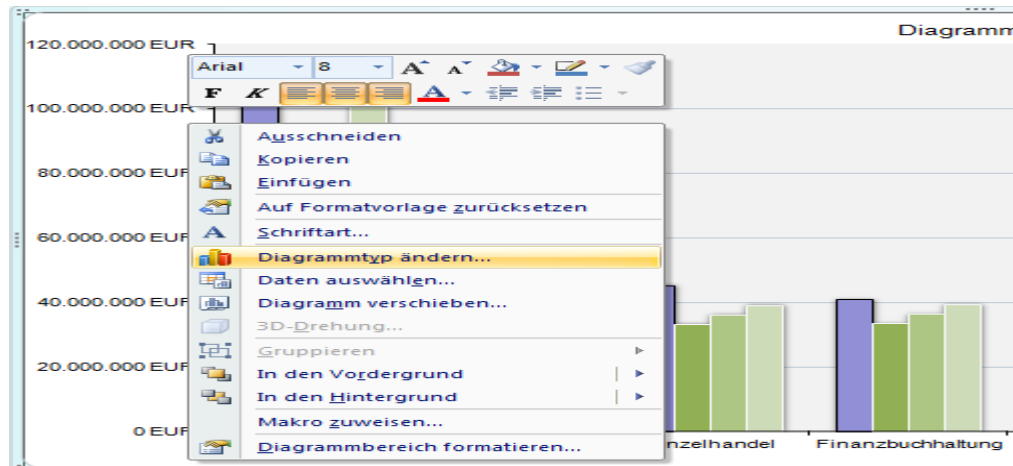 Diagramm
120.000.000 EUR
Arial 8 A A
F K A
100.000.000 EUR
Ausschneiden
Kopieren
80.000.000 EUR
Einfügen
Auf Formatvorlage zurücksetzen
A Schriftart...
60.000.000 EUR
Diagrammtyp ändern...
Daten auswählen...
40.000.000 EUR
Diagramm verschieben...
3D-Drehung...
Gruppieren
20.000.000 EUR
In den Vordergrund
In den Hintergrund
Makro zuweisen...
0 EUR
Diagrammbereich formatieren...
nzelhandel Finanzbuchhaltung